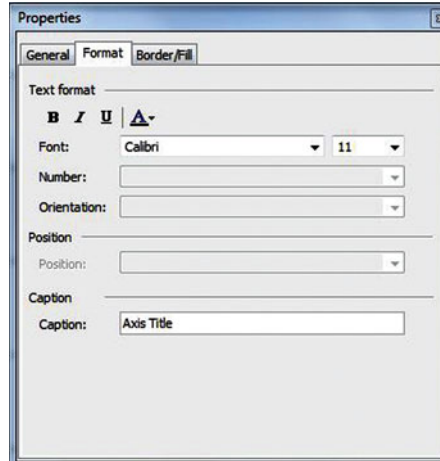 Properties
General Format Border/Fill
Text format
B I U A
Font: Calibri 11
Number:
Orientation:
Position
Position:
Caption
Caption: Axis Title